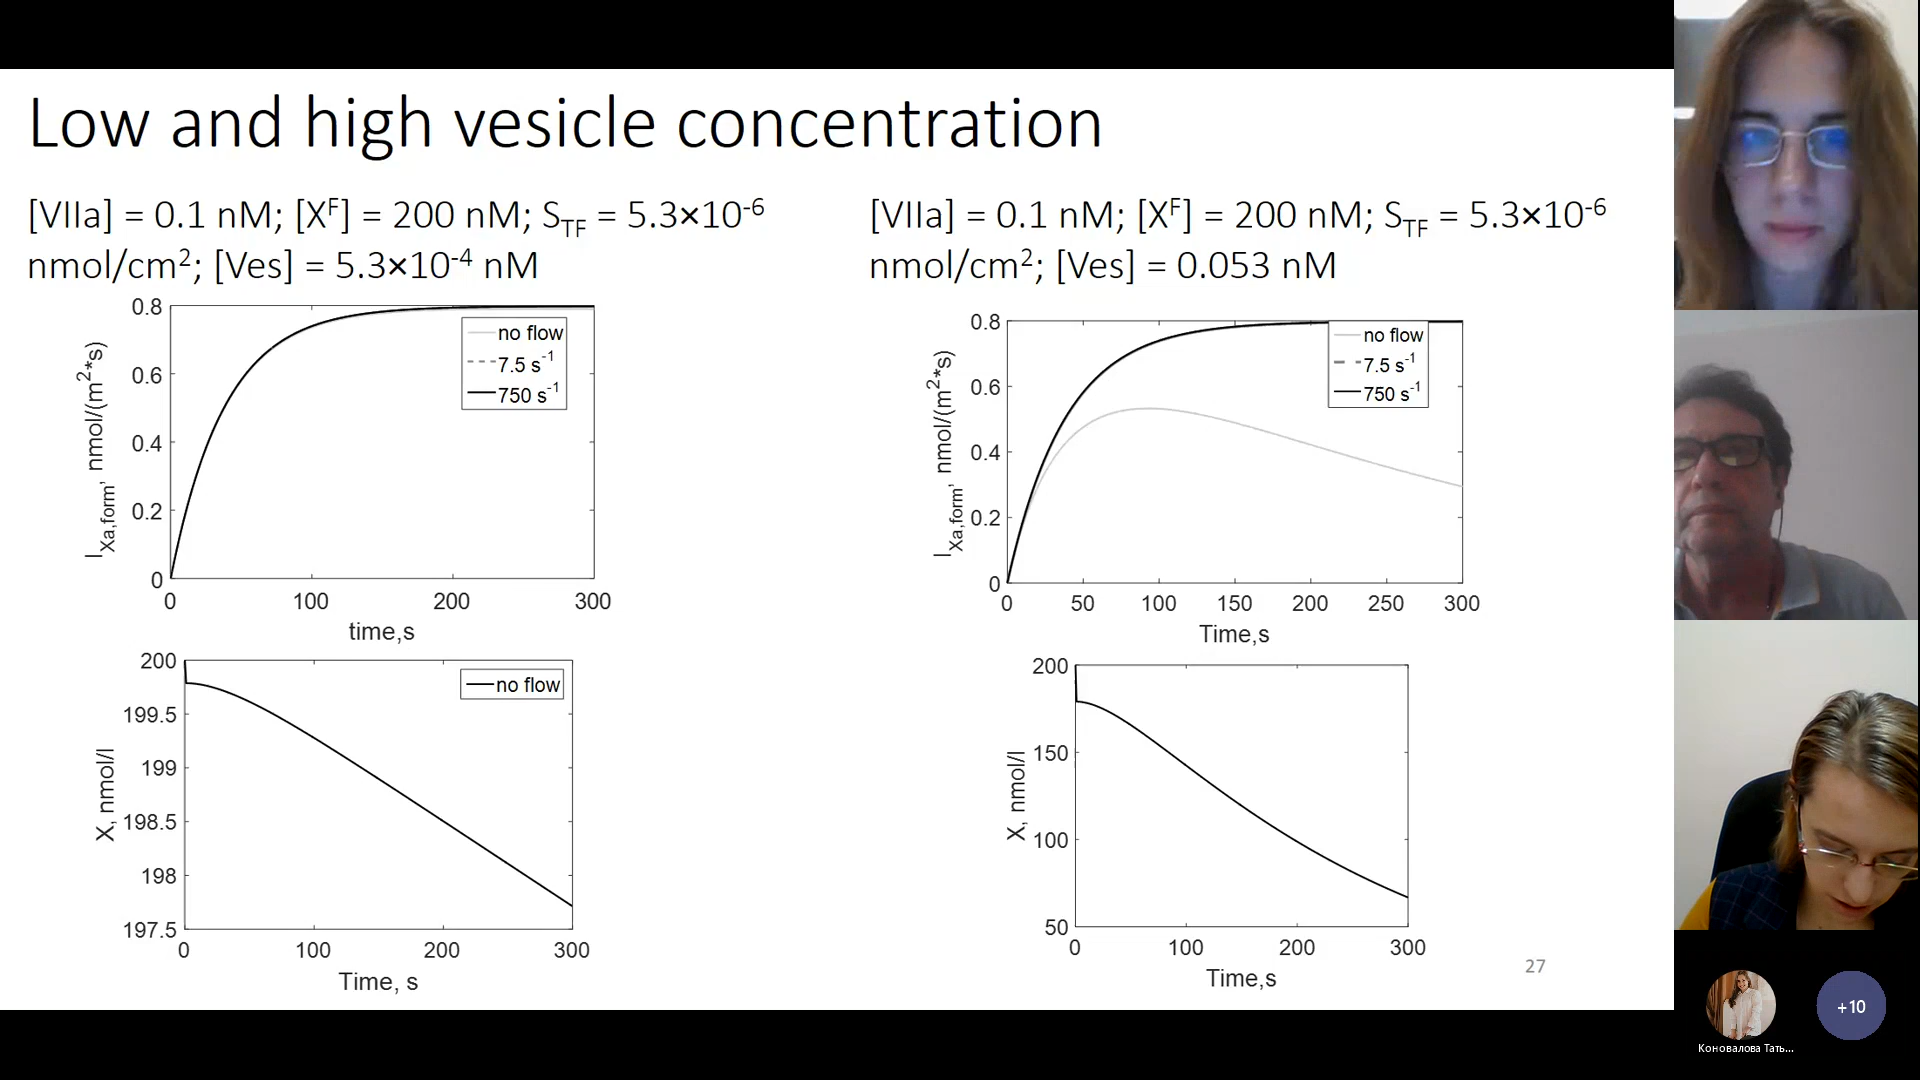 Low and high vesicle concentration
[VIIa] = 0.1 nM; [Xᶠ] = 200 nM; S_TF = 5.3×10⁻⁶
nmol/cm²; [Ves] = 5.3×10⁻⁴ nM
[VIIa] = 0.1 nM; [Xᶠ] = 200 nM; S_TF = 5.3×10⁻⁶
nmol/cm²; [Ves] = 0.053 nM
I_Xa,form, nmol/(m²*s)
0.8
0.6
0.4
0.2
0
0 100 200 300
time,s
no flow
7.5 s⁻¹
750 s⁻¹
I_Xa,form, nmol/(m²*s)
0.8
0.6
0.4
0.2
0
0 50 100 150 200 250 300
Time,s
no flow
7.5 s⁻¹
750 s⁻¹
X, nmol/l
200
199.5
199
198.5
198
197.5
0 100 200 300
Time, s
no flow
X, nmol/l
200
150
100
50
0 100 200 300
Time,s
27
+10
Коновалова Тать...